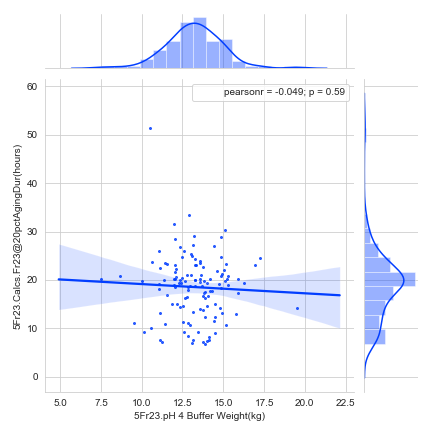 pearsonr = -0.049; p = 0.59
60
50
40
30
20
10
0
5Fr23.Calcs.Fr23@20pctAgingDur(hours)
5.0 7.5 10.0 12.5 15.0 17.5 20.0 22.5
5Fr23.pH 4 Buffer Weight(kg)